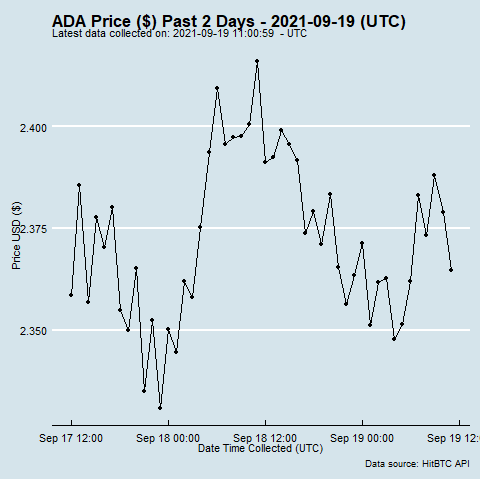 ADA Price ($) Past 2 Days - 2021-09-19 (UTC)
Latest data collected on: 2021-09-19 11:00:59 - UTC
2.400
2.375
2.350
Price USD ($)
Sep 17 12:00 Sep 18 00:00 Sep 18 12:00 Sep 19 00:00 Sep 19 12:
Date Time Collected (UTC)
Data source: HitBTC API